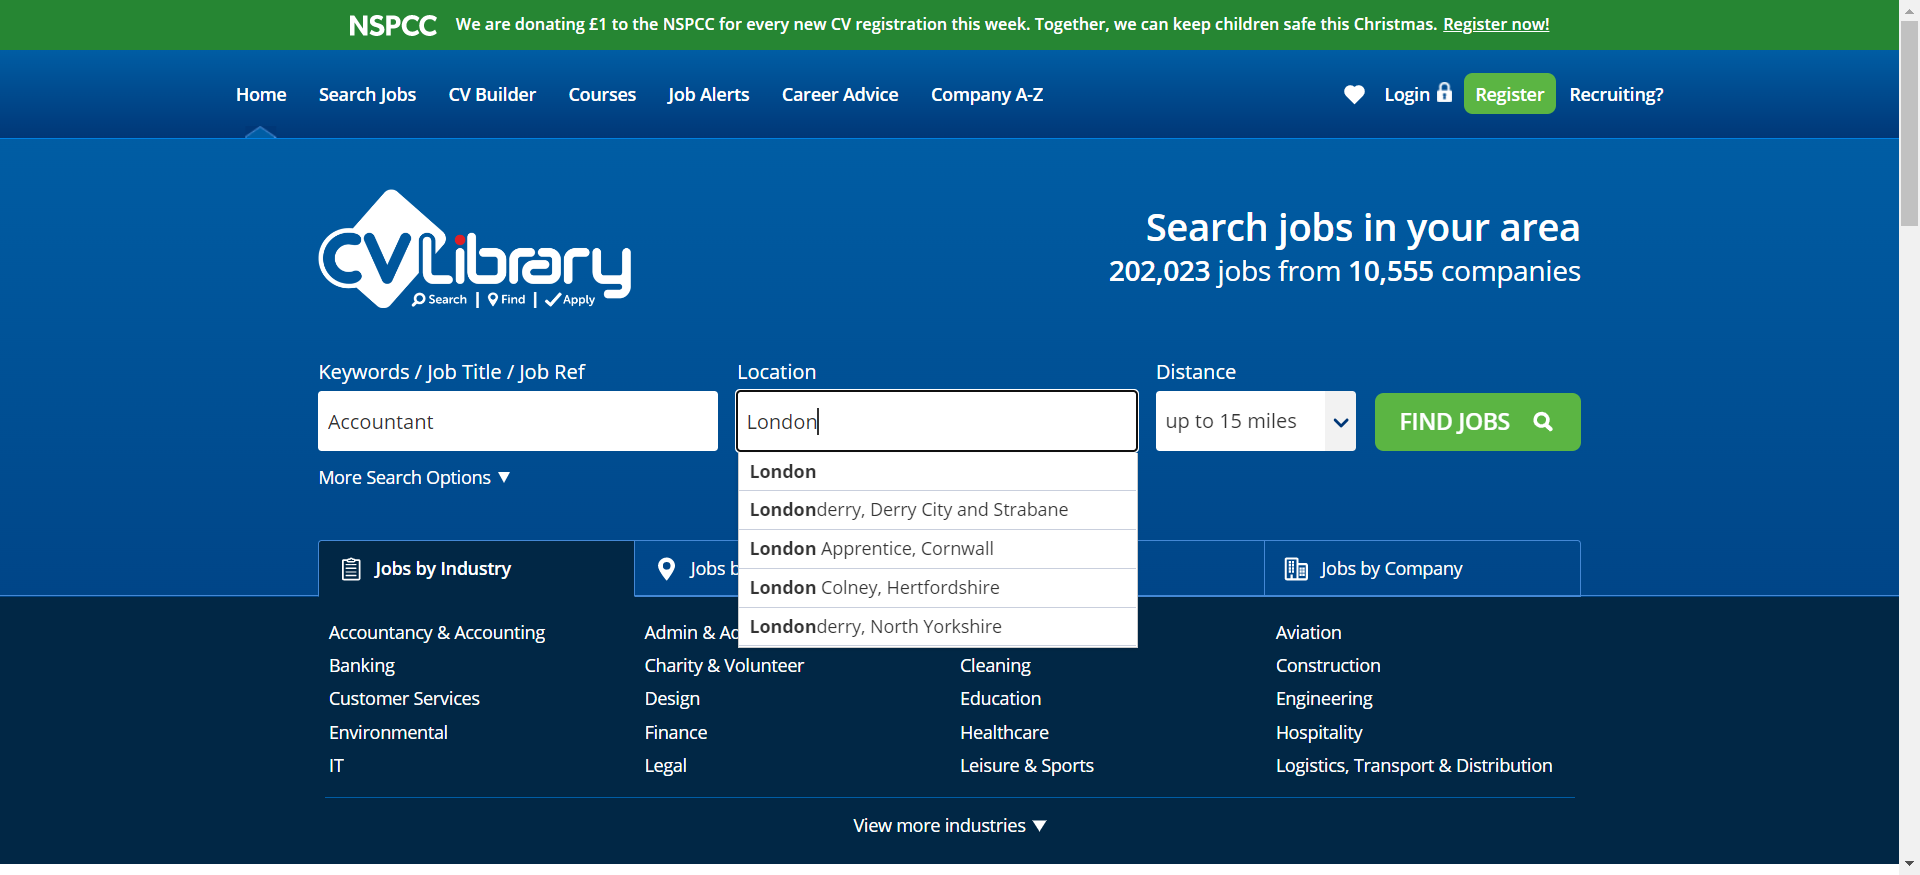 NSPCC We are donating £1 to the NSPCC for every new CV registration this week. Together, we can keep children safe this Christmas. Register now!
Home Search Jobs CV Builder Courses Job Alerts Career Advice Company A-Z Login Register Recruiting?
CV Library
Search | Find | Apply
Search jobs in your area
202,023 jobs from 10,555 companies
Keywords / Job Title / Job Ref Location Distance
Accountant London up to 15 miles FIND JOBS
More Search Options
London
Londonderry, Derry City and Strabane
London Apprentice, Cornwall
London Colney, Hertfordshire
Londonderry, North Yorkshire
Jobs by Industry Jobs Jobs by Company
Accountancy & Accounting Admin & Aviation
Banking Charity & Volunteer Cleaning Construction
Customer Services Design Education Engineering
Environmental Finance Healthcare Hospitality
IT Legal Leisure & Sports Logistics, Transport & Distribution
View more industries